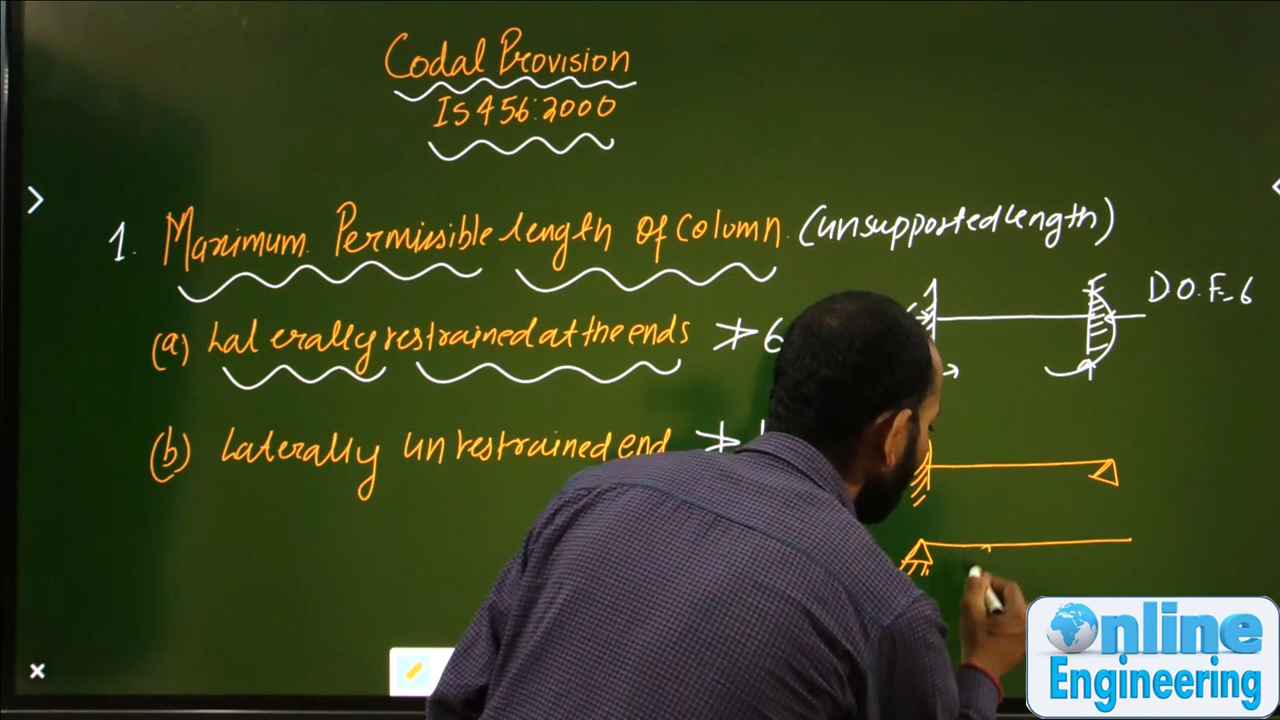 Codal Provision
IS 456:2000
1. Maximum Permissible length of Column (unsupported length)
D O.F-6
(a) Laterally restrained at the ends ≯ 6
(b) Laterally unrestrained end ≯
Online
Engineering